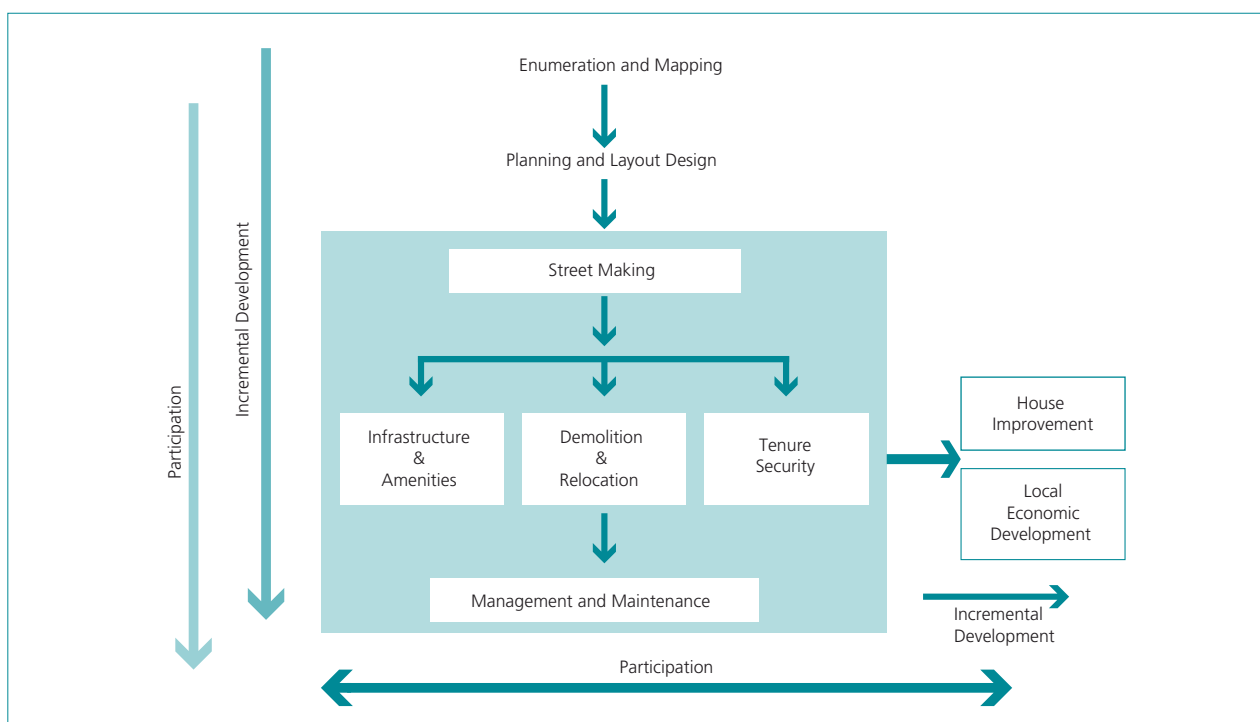 Enumeration and Mapping
Planning and Layout Design
Street Making
Infrastructure
&
Amenities
Demolition
&
Relocation
Tenure
Security
Management and Maintenance
House
Improvement
Local
Economic
Development
Incremental
Development
Participation
Participation
Incremental Development